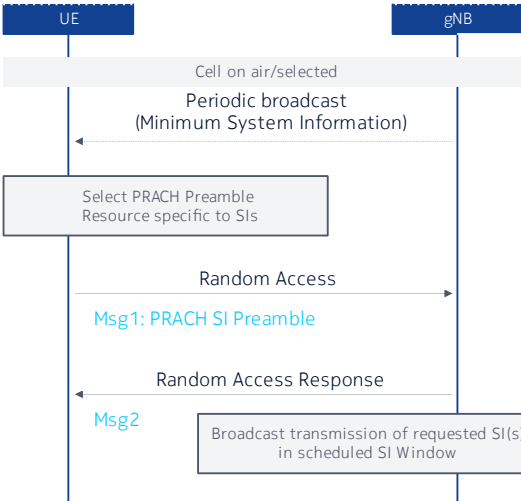 UE
gNB
Cell on air/selected
Periodic broadcast
(Minimum System Information)
Select PRACH Preamble
Resource specific to SIs
Random Access
Msg1: PRACH SI Preamble
Random Access Response
Msg2
Broadcast transmission of requested SI(s)
in scheduled SI Window